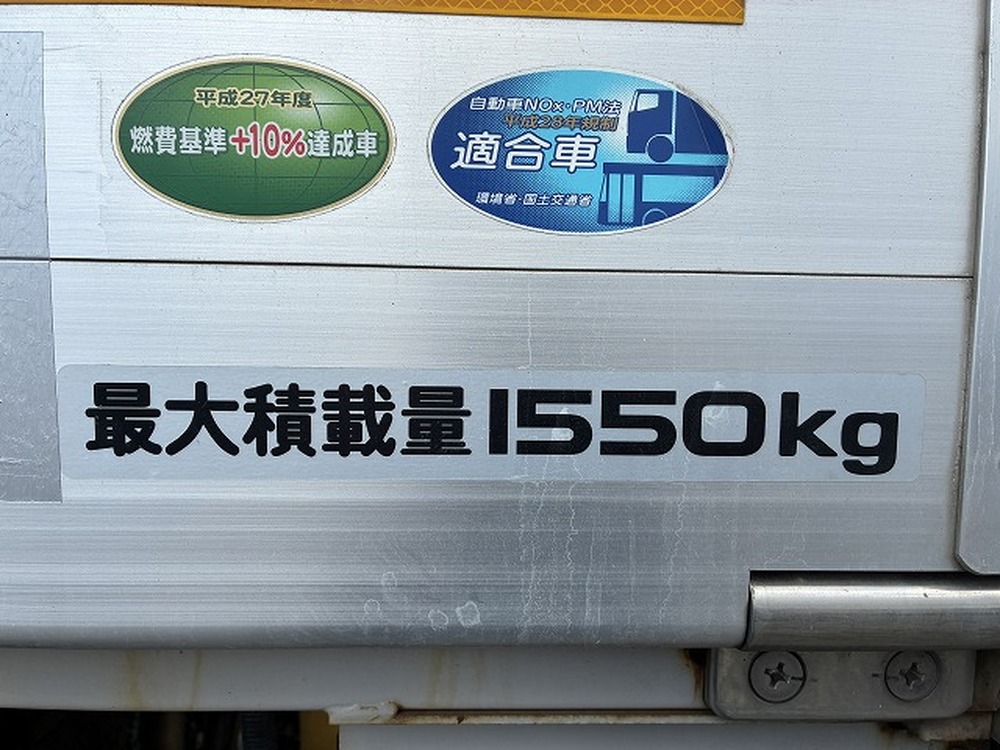 平成27年度
燃費基準+10%達成車
自動車NOx・PM法
平成28年規制
適合車
環境省・国土交通省
最大積載量1550kg